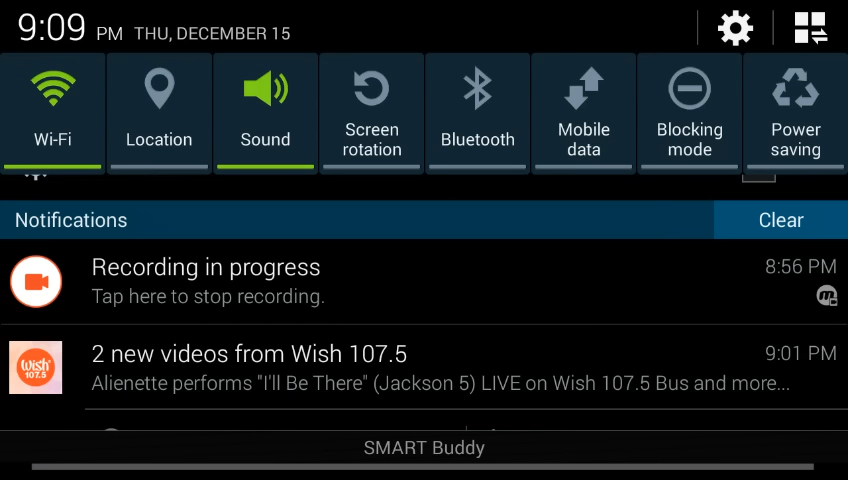 9:09 PM THU, DECEMBER 15
Wi-Fi
Location
Sound
Screen
rotation
Bluetooth
Mobile
data
Blocking
mode
Power
saving
Notifications
Clear
Recording in progress
8:56 PM
Tap here to stop recording.
wish
107.5
2 new videos from Wish 107.5
9:01 PM
Alienette performs "I'll Be There" (Jackson 5) LIVE on Wish 107.5 Bus and more...
SMART Buddy